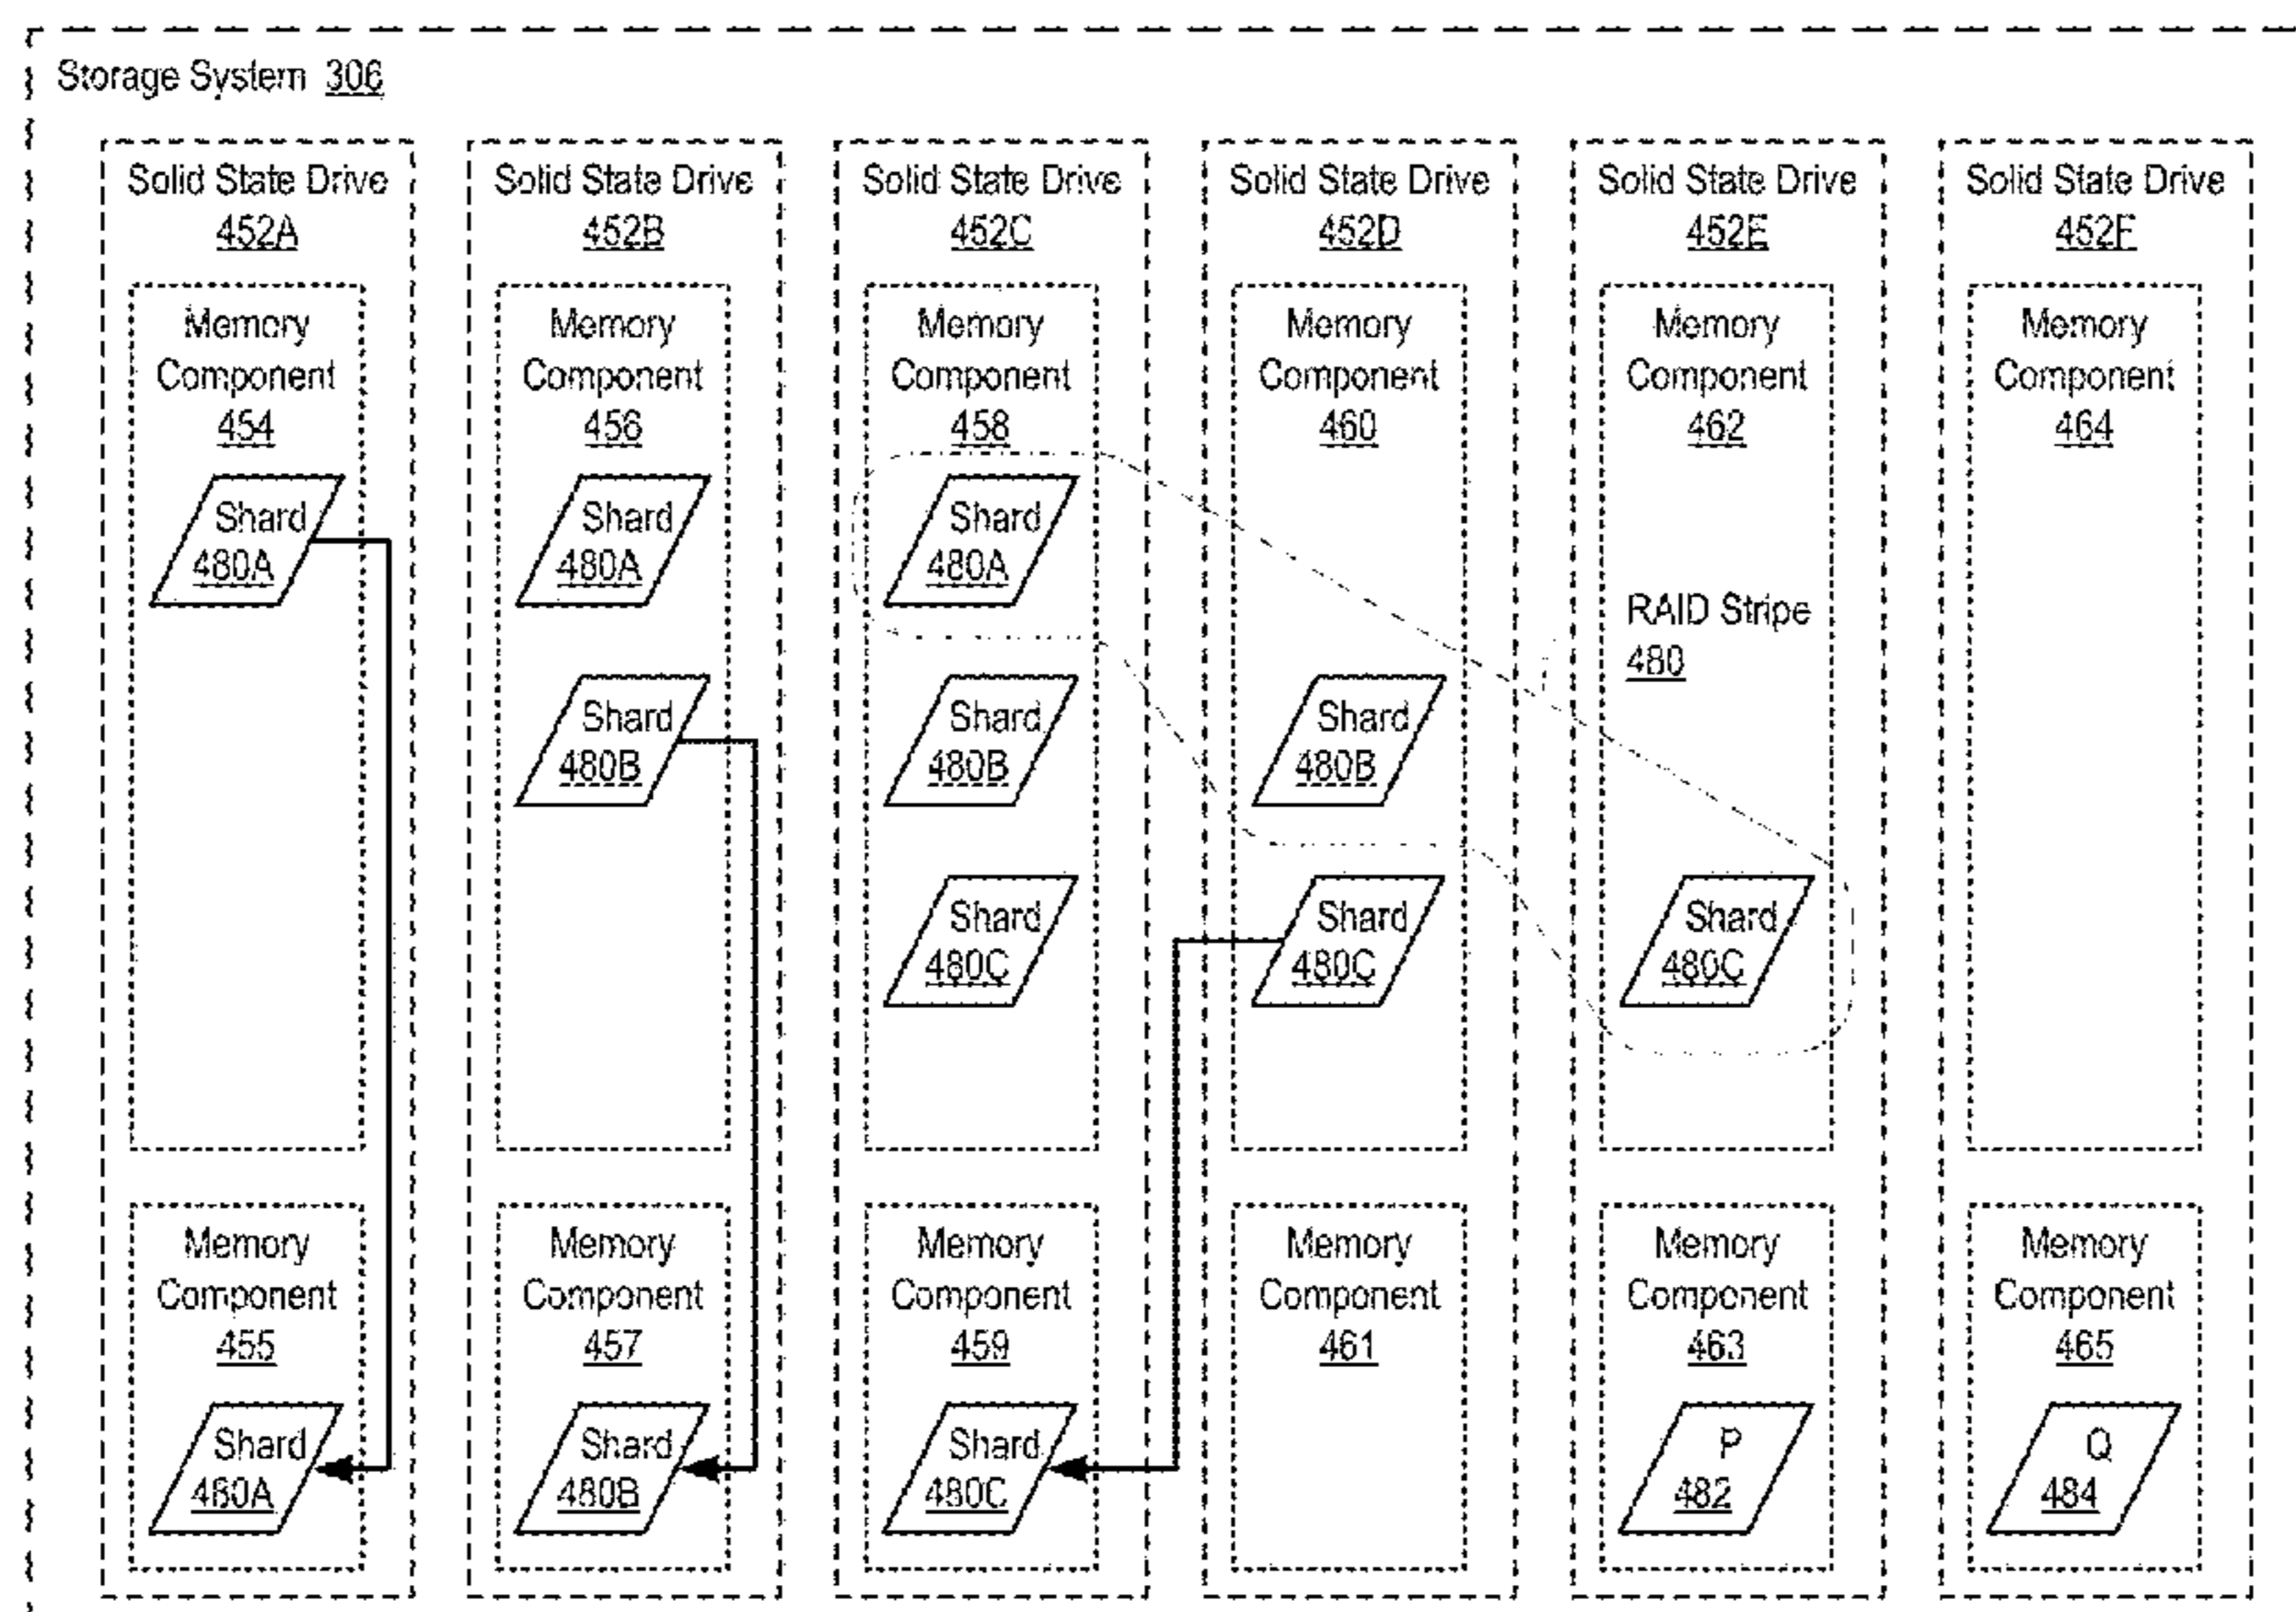 Storage System 306
Solid State Drive
452A
Solid State Drive
452B
Solid State Drive
452C
Solid State Drive
452D
Solid State Drive
452E
Solid State Drive
452F
Memory
Component
454
Memory
Component
456
Memory
Component
458
Memory
Component
460
Memory
Component
462
Memory
Component
464
Shard
480A
Shard
480A
Shard
480A
RAID Stripe
480
Shard
480B
Shard
480B
Shard
480B
Shard
480C
Shard
480C
Shard
480C
Memory
Component
455
Memory
Component
457
Memory
Component
459
Memory
Component
461
Memory
Component
463
Memory
Component
465
Shard
480A
Shard
480B
Shard
480C
P
482
Q
484